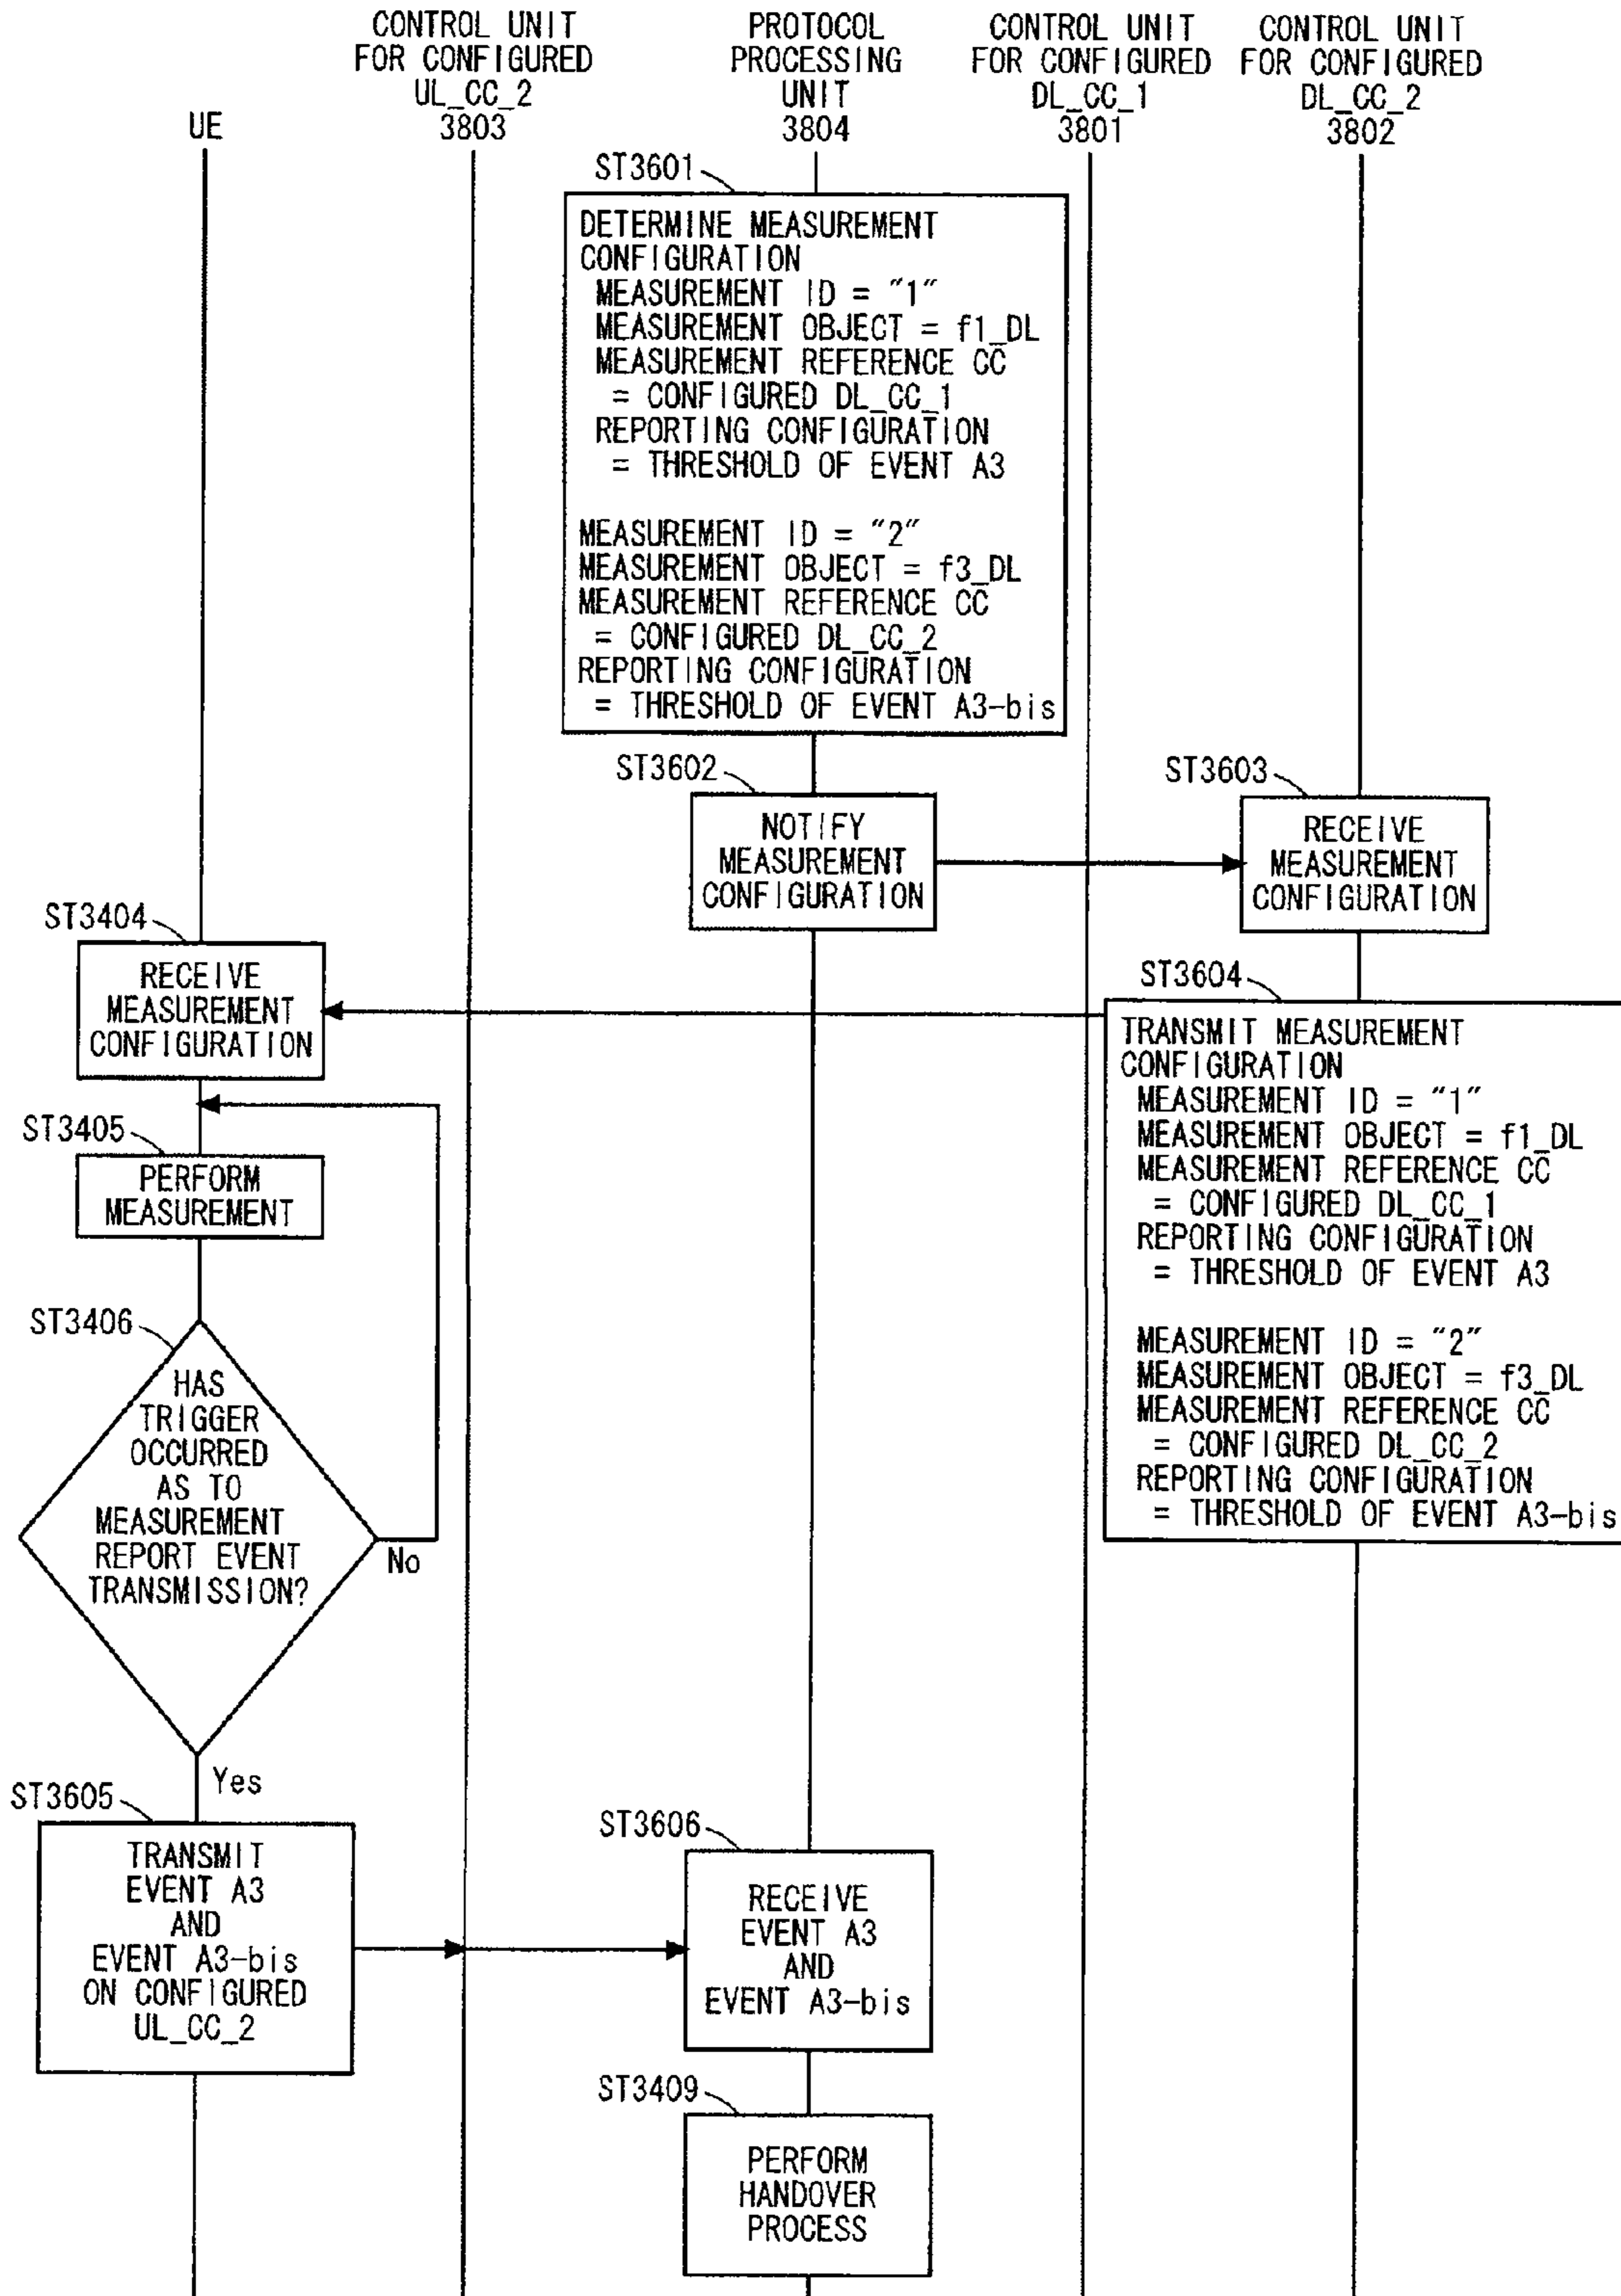 UE
CONTROL UNIT
FOR CONFIGURED
UL_CC_2
3803
PROTOCOL
PROCESSING
UNIT
3804
CONTROL UNIT
FOR CONFIGURED
DL_CC_1
3801
CONTROL UNIT
FOR CONFIGURED
DL_CC_2
3802
ST3601
DETERMINE MEASUREMENT
CONFIGURATION
MEASUREMENT ID = "1"
MEASUREMENT OBJECT = f1_DL
MEASUREMENT REFERENCE CC
= CONFIGURED DL_CC_1
REPORTING CONFIGURATION
= THRESHOLD OF EVENT A3
MEASUREMENT ID = "2"
MEASUREMENT OBJECT = f3_DL
MEASUREMENT REFERENCE CC
= CONFIGURED DL_CC_2
REPORTING CONFIGURATION
= THRESHOLD OF EVENT A3-bis
ST3602
NOTIFY
MEASUREMENT
CONFIGURATION
ST3603
RECEIVE
MEASUREMENT
CONFIGURATION
ST3404
RECEIVE
MEASUREMENT
CONFIGURATION
ST3604
TRANSMIT MEASUREMENT
CONFIGURATION
MEASUREMENT ID = "1"
MEASUREMENT OBJECT = f1_DL
MEASUREMENT REFERENCE CC
= CONFIGURED DL_CC_1
REPORTING CONFIGURATION
= THRESHOLD OF EVENT A3
MEASUREMENT ID = "2"
MEASUREMENT OBJECT = f3_DL
MEASUREMENT REFERENCE CC
= CONFIGURED DL_CC_2
REPORTING CONFIGURATION
= THRESHOLD OF EVENT A3-bis
ST3405
PERFORM
MEASUREMENT
ST3406
HAS
TRIGGER
OCCURRED
AS TO
MEASUREMENT
REPORT EVENT
TRANSMISSION?
No
Yes
ST3605
TRANSMIT
EVENT A3
AND
EVENT A3-bis
ON CONFIGURED
UL_CC_2
ST3606
RECEIVE
EVENT A3
AND
EVENT A3-bis
ST3409
PERFORM
HANDOVER
PROCESS